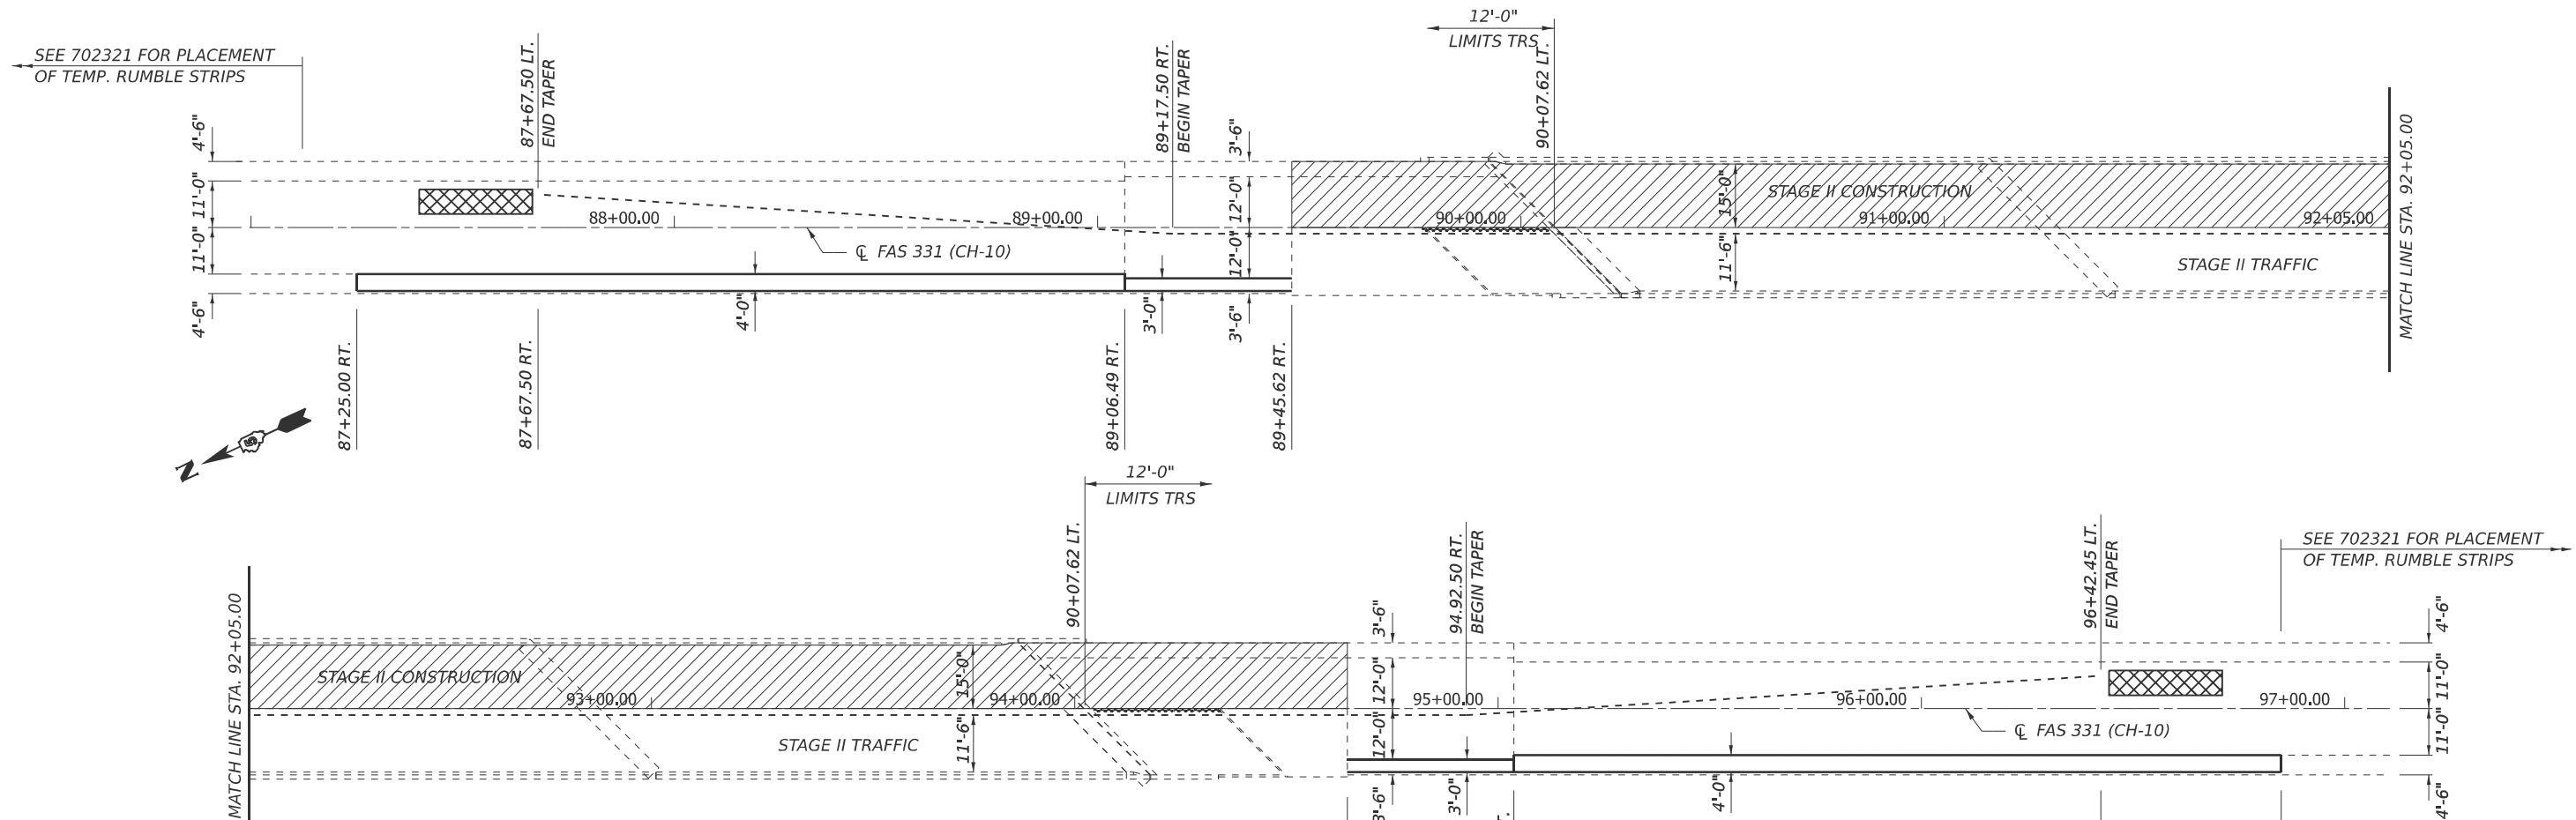 SEE 702321 FOR PLACEMENT
OF TEMP. RUMBLE STRIPS
87+67.50 LT.
END TAPER
89+17.50 RT.
BEGIN TAPER
12'-0"
LIMITS TRS
90+07.62 LT.
4'-6"
11'-0"
11'-0"
4'-6"
3'-6"
12'-0"
12'-0"
3'-6"
15'-0"
11'-6"
STAGE II CONSTRUCTION
88+00.00
89+00.00
90+00.00
91+00.00
92+05.00
℄ FAS 331 (CH-10)
STAGE II TRAFFIC
MATCH LINE STA. 92+05.00
4'-0"
3'-0"
87+25.00 RT.
87+67.50 RT.
89+06.49 RT.
89+45.62 RT.
N
12'-0"
LIMITS TRS
90+07.62 LT.
94.92.50 RT.
BEGIN TAPER
96+42.45 LT.
END TAPER
SEE 702321 FOR PLACEMENT
OF TEMP. RUMBLE STRIPS
MATCH LINE STA. 92+05.00
STAGE II CONSTRUCTION
15'-0"
11'-6"
3'-6"
12'-0"
12'-0"
3'-6"
4'-6"
11'-0"
11'-0"
4'-6"
93+00.00
94+00.00
95+00.00
96+00.00
97+00.00
℄ FAS 331 (CH-10)
STAGE II TRAFFIC
3'-0"
4'-0"